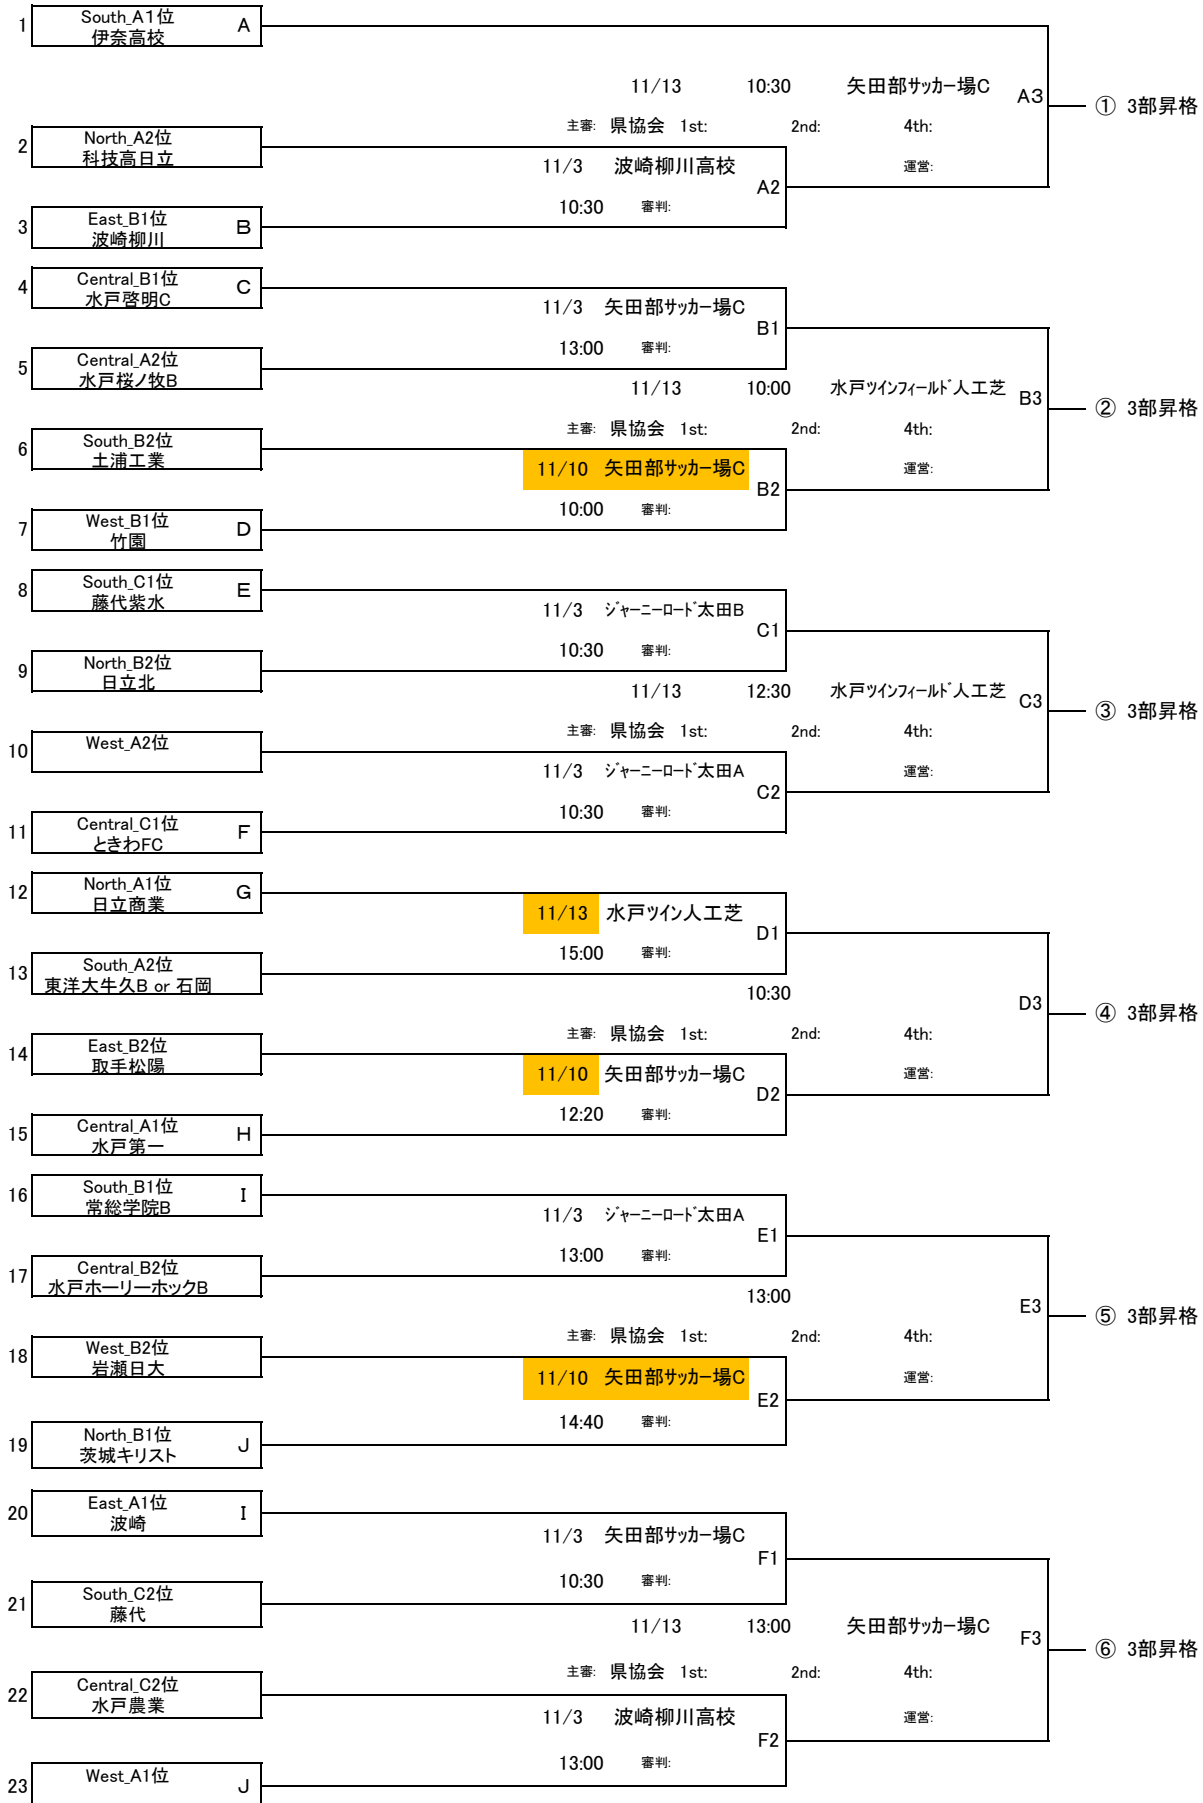 1 South_A1位 A
伊奈高校
11/13 10:30 矢田部サッカー場C A3
① 3部昇格
主審: 県協会 1st: 2nd: 4th:
2 North_A2位
科技高日立
11/3 波崎柳川高校 運営:
A2
10:30 審判:
3 East_B1位 B
波崎柳川
4 Central_B1位 C
水戸啓明C
11/3 矢田部サッカー場C
B1
13:00 審判:
5 Central_A2位
水戸桜ノ牧B
11/13 10:00 水戸ツインフィールド人工芝 B3
② 3部昇格
主審: 県協会 1st: 2nd: 4th:
6 South_B2位
土浦工業
11/10 矢田部サッカー場C 運営:
B2
10:00 審判:
7 West_B1位 D
竹園
8 South_C1位 E
藤代紫水
11/3 ジャーニーロード太田B
C1
10:30 審判:
9 North_B2位
日立北
11/13 12:30 水戸ツインフィールド人工芝 C3
③ 3部昇格
主審: 県協会 1st: 2nd: 4th:
10 West_A2位
11/3 ジャーニーロード太田A 運営:
C2
10:30 審判:
11 Central_C1位 F
ときわFC
12 North_A1位 G
日立商業
11/13 水戸ツイン人工芝
D1
15:00 審判:
13 South_A2位
東洋大牛久B or 石岡
10:30 D3
④ 3部昇格
主審: 県協会 1st: 2nd: 4th:
14 East_B2位
取手松陽
11/10 矢田部サッカー場C 運営:
D2
12:20 審判:
15 Central_A1位 H
水戸第一
16 South_B1位 I
常総学院B
11/3 ジャーニーロード太田A
E1
13:00 審判:
17 Central_B2位
水戸ホーリーホックB
13:00 E3
⑤ 3部昇格
主審: 県協会 1st: 2nd: 4th:
18 West_B2位
岩瀬日大
11/10 矢田部サッカー場C 運営:
E2
14:40 審判:
19 North_B1位 J
茨城キリスト
20 East_A1位 I
波崎
11/3 矢田部サッカー場C
F1
10:30 審判:
21 South_C2位
藤代
11/13 13:00 矢田部サッカー場C F3
⑥ 3部昇格
主審: 県協会 1st: 2nd: 4th:
22 Central_C2位
水戸農業
11/3 波崎柳川高校 運営:
F2
13:00 審判:
23 West_A1位 J